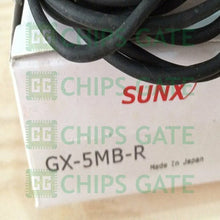 SUNX
CHIPS GATE
GX-5MB-R
Made in Japan
CHIPS GATE
CHIPS GATE